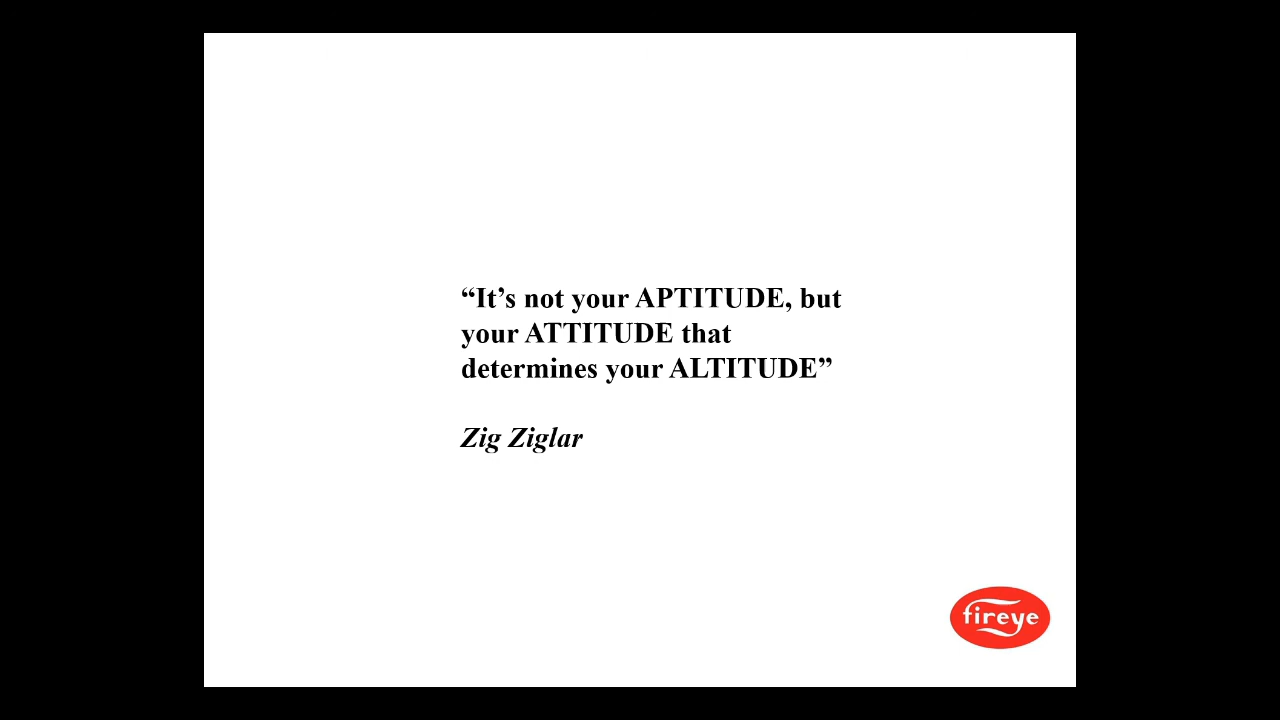 “It’s not your APTITUDE, but
your ATTITUDE that
determines your ALTITUDE”
Zig Ziglar
fireye